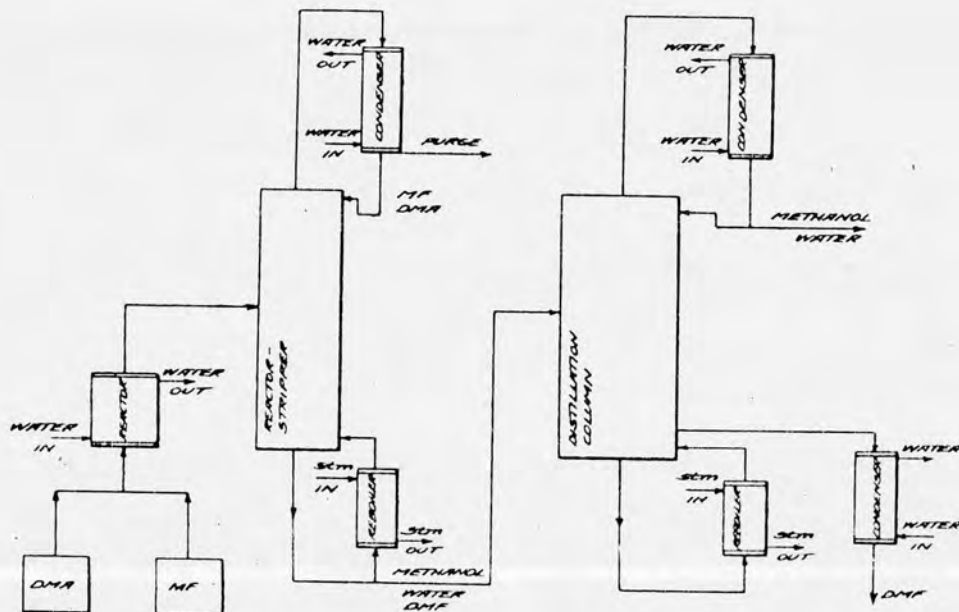 WATER
OUT
CONDENSER
WATER
IN
PURGE
MF
DMA
REACTOR-
STRIPPER
WATER
OUT
REACTOR
WATER
IN
DMA
MF
Stm
IN
REBOILER
Stm
OUT
METHANOL
WATER
DMF
WATER
OUT
CONDENSER
WATER
IN
METHANOL
WATER
DISTILLATION
COLUMN
Stm
IN
REBOILER
Stm
OUT
CONDENSER
WATER
WATER
IN
DMF